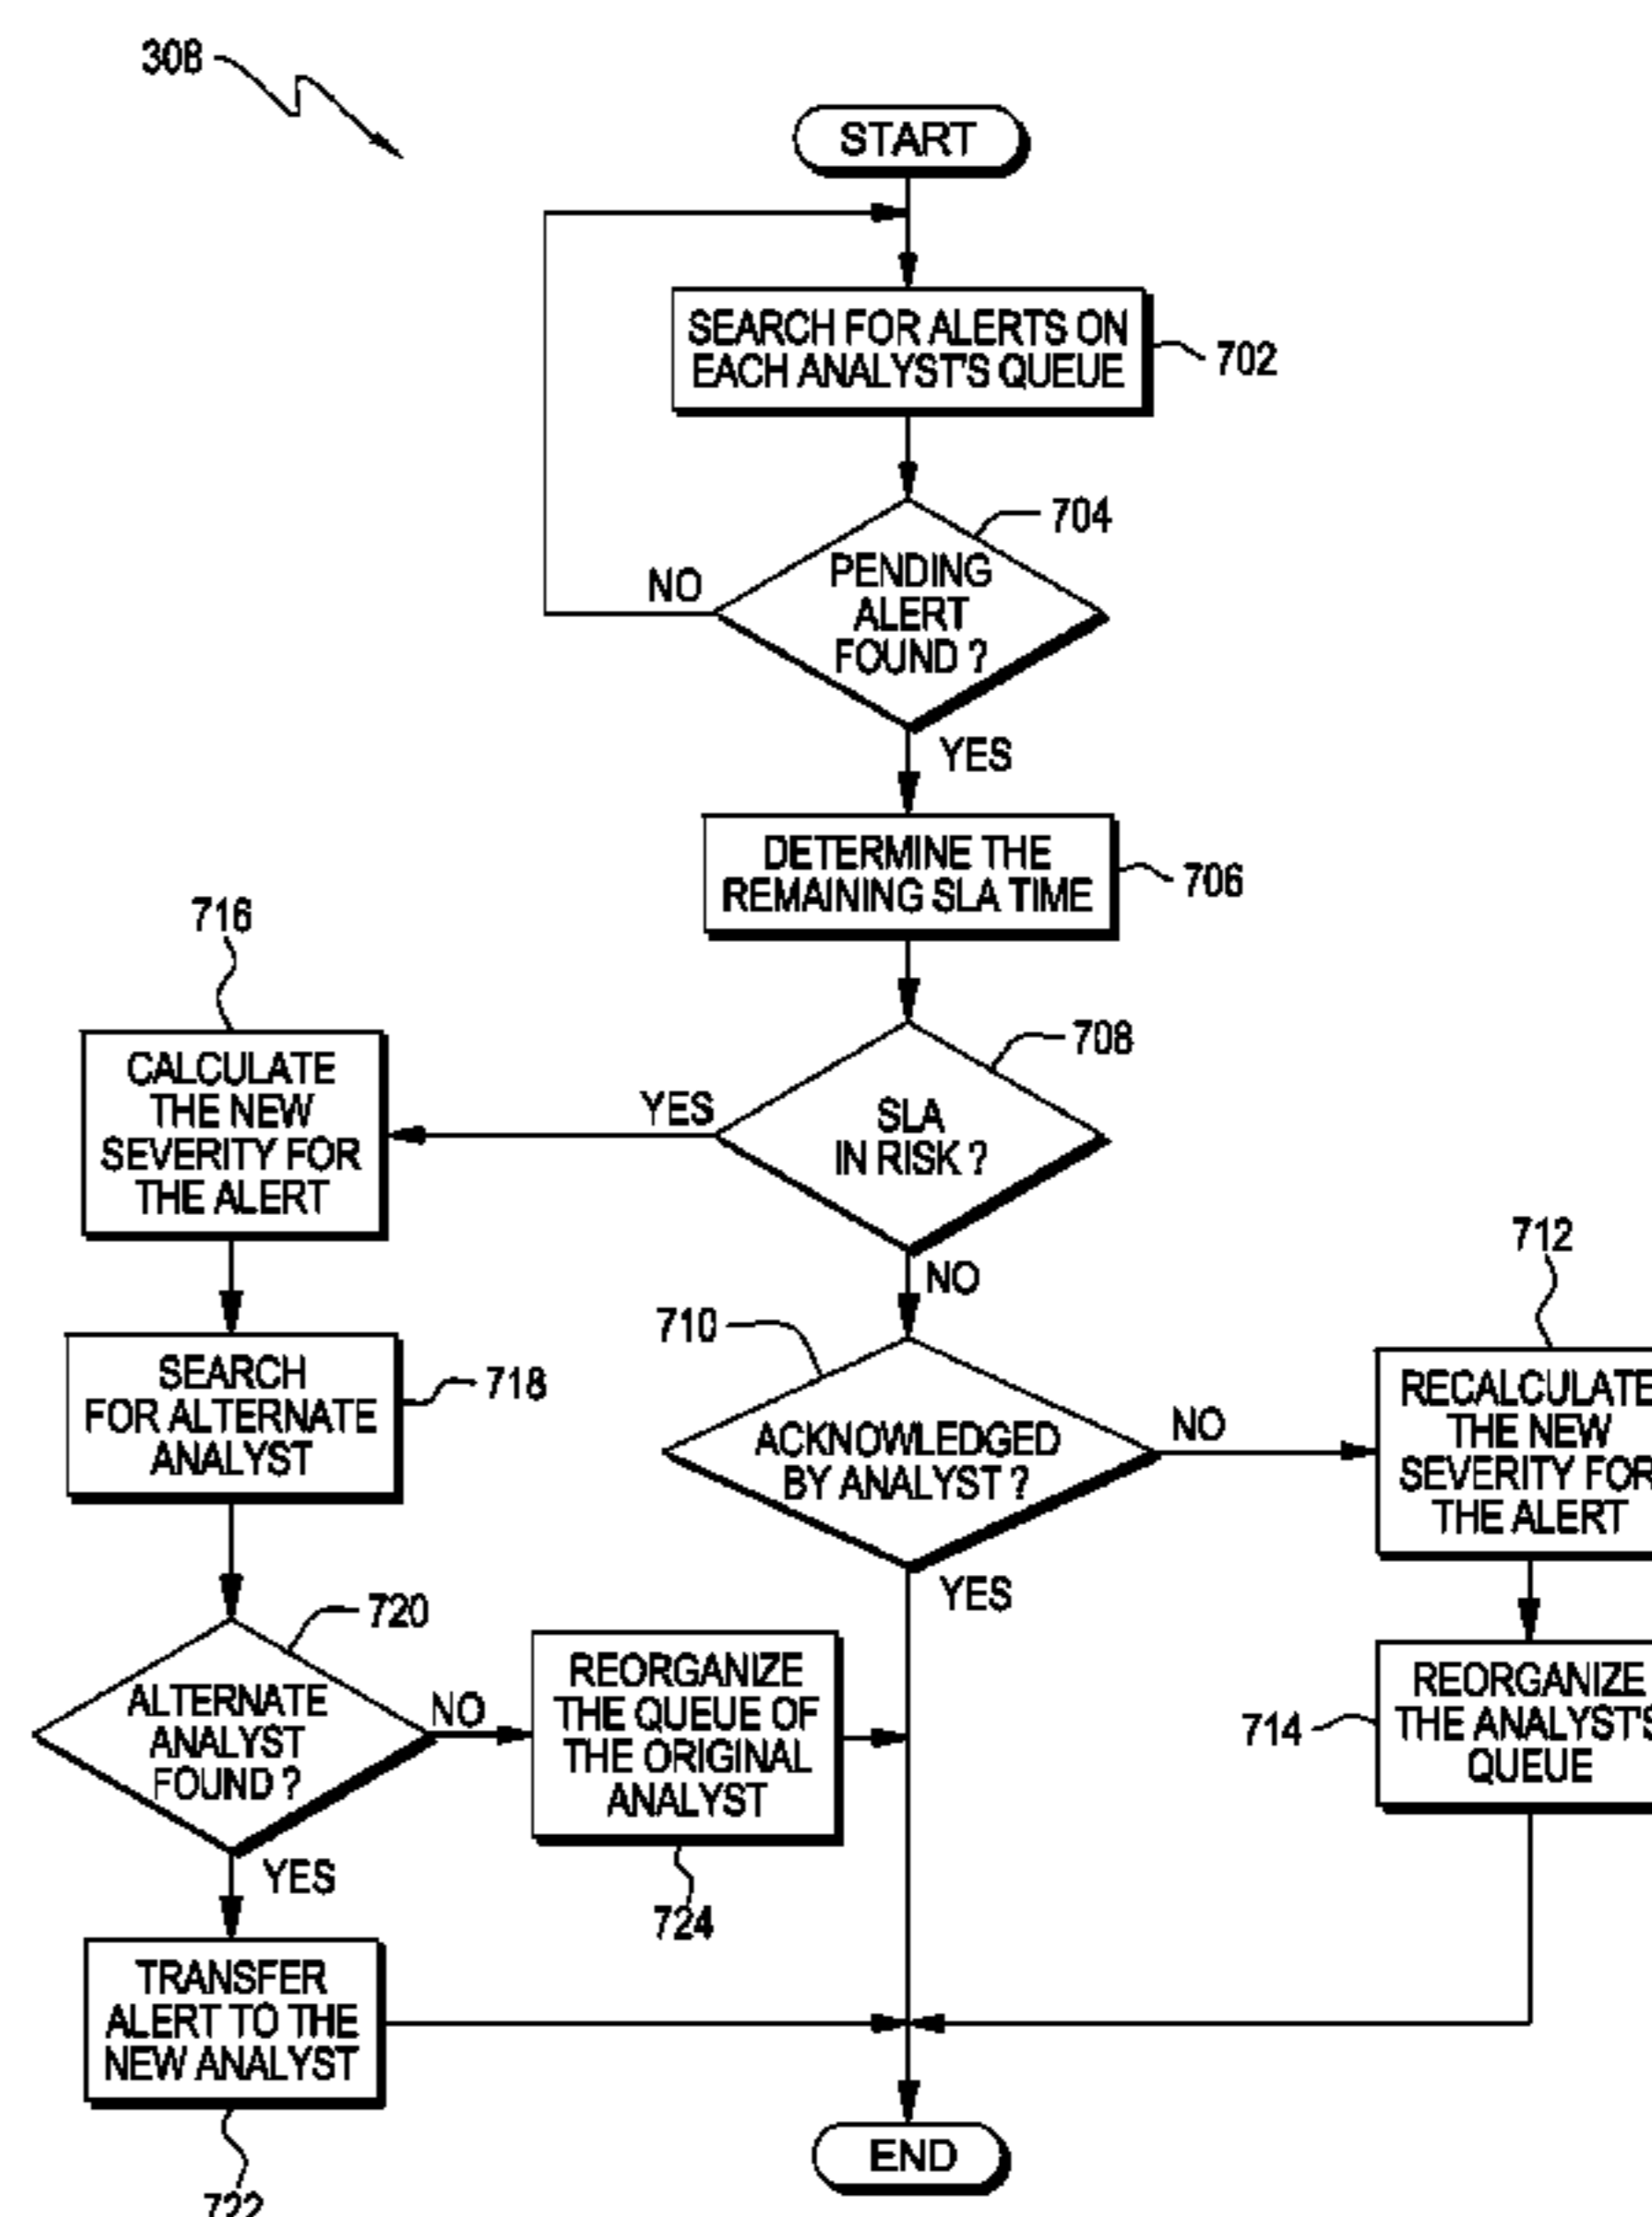 308
START
SEARCH FOR ALERTS ON
EACH ANALYST'S QUEUE
702
704
PENDING
ALERT
FOUND ?
NO
YES
DETERMINE THE
REMAINING SLA TIME
706
716
CALCULATE
THE NEW
SEVERITY FOR
THE ALERT
YES
708
SLA
IN RISK ?
NO
712
710
ACKNOWLEDGED
BY ANALYST ?
NO
RECALCULATE
THE NEW
SEVERITY FOR
THE ALERT
SEARCH
FOR ALTERNATE
ANALYST
718
YES
720
ALTERNATE
ANALYST
FOUND ?
NO
REORGANIZE
THE QUEUE OF
THE ORIGINAL
ANALYST
724
714
REORGANIZE
THE ANALYST'S
QUEUE
YES
TRANSFER
ALERT TO THE
NEW ANALYST
722
END